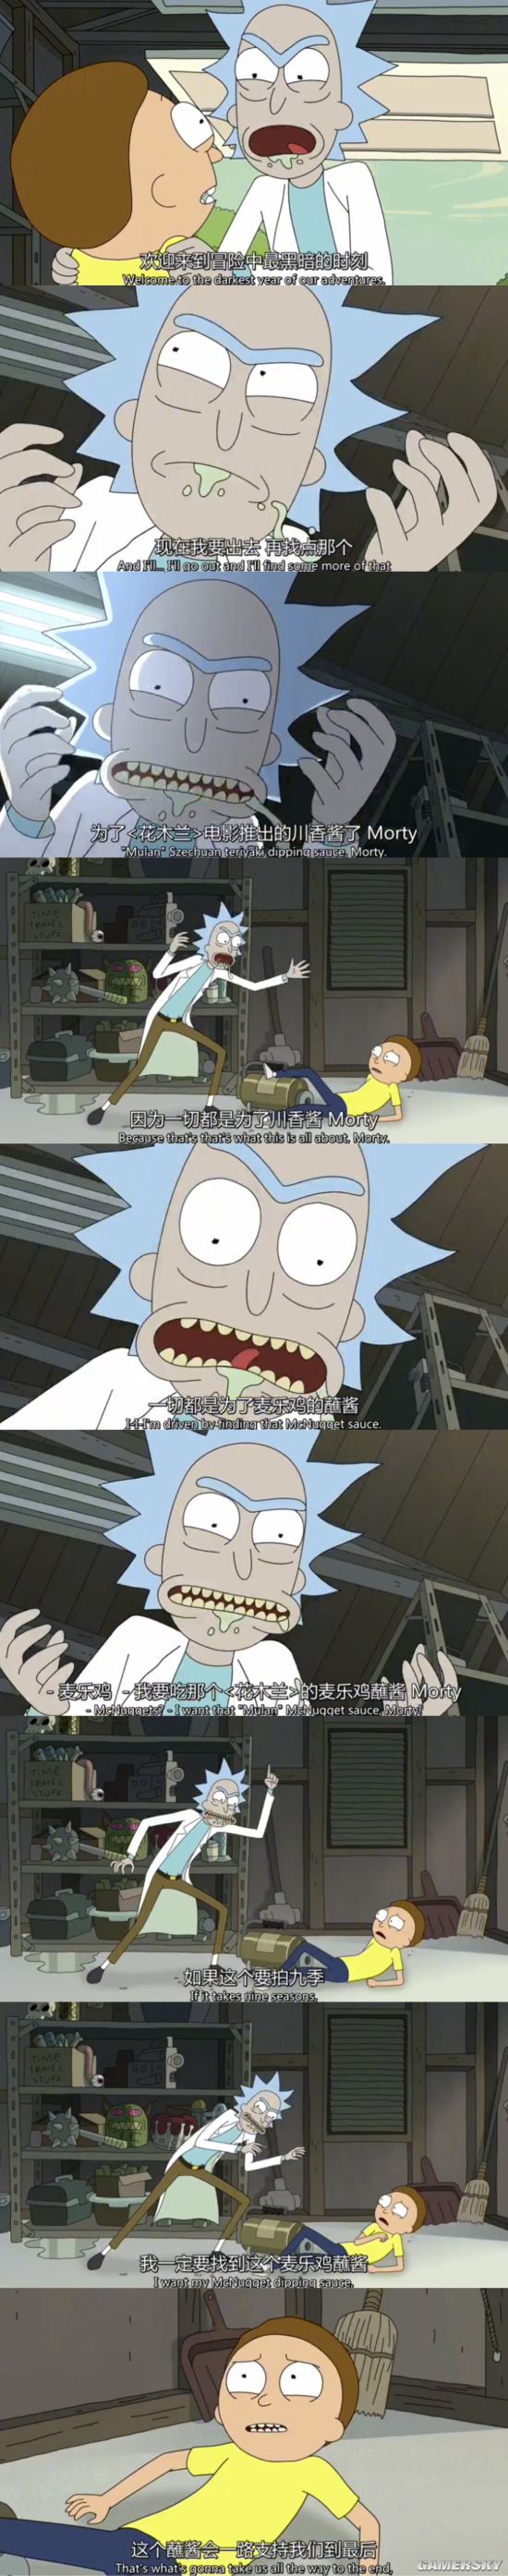 欢迎来到冒险中最黑暗的时刻
Welcome to the darkest year of our adventures.
现在我要出去 再找点那个
And I'll... I'll go out and I'll find some more of that
为了<花木兰>电影推出的川香酱了 Morty
"Mulan" Szechuan teriyaki dipping sauce, Morty.
TIME
TRAVEL
STUFF
因为一切都是为了川香酱 Morty
Because that's that's what this is all about, Morty.
一切都是为了麦乐鸡的蘸酱
I-I-I'm driven by finding that McNugget sauce.
- 麦乐鸡 - 我要吃那个<花木兰>的麦乐鸡蘸酱 Morty
- McNuggets? - I want that "Mulan" McNugget sauce, Morty!
TIME
TRAVEL
STUFF
如果这个要拍九季
If it takes nine seasons,
TIME
TRAVEL
STUFF
我一定要找到这个麦乐鸡蘸酱
I want my McNugget dipping sauce,
这个蘸酱会一路支持我们到最后
That's what's gonna take us all the way to the end,
GAMERSKY